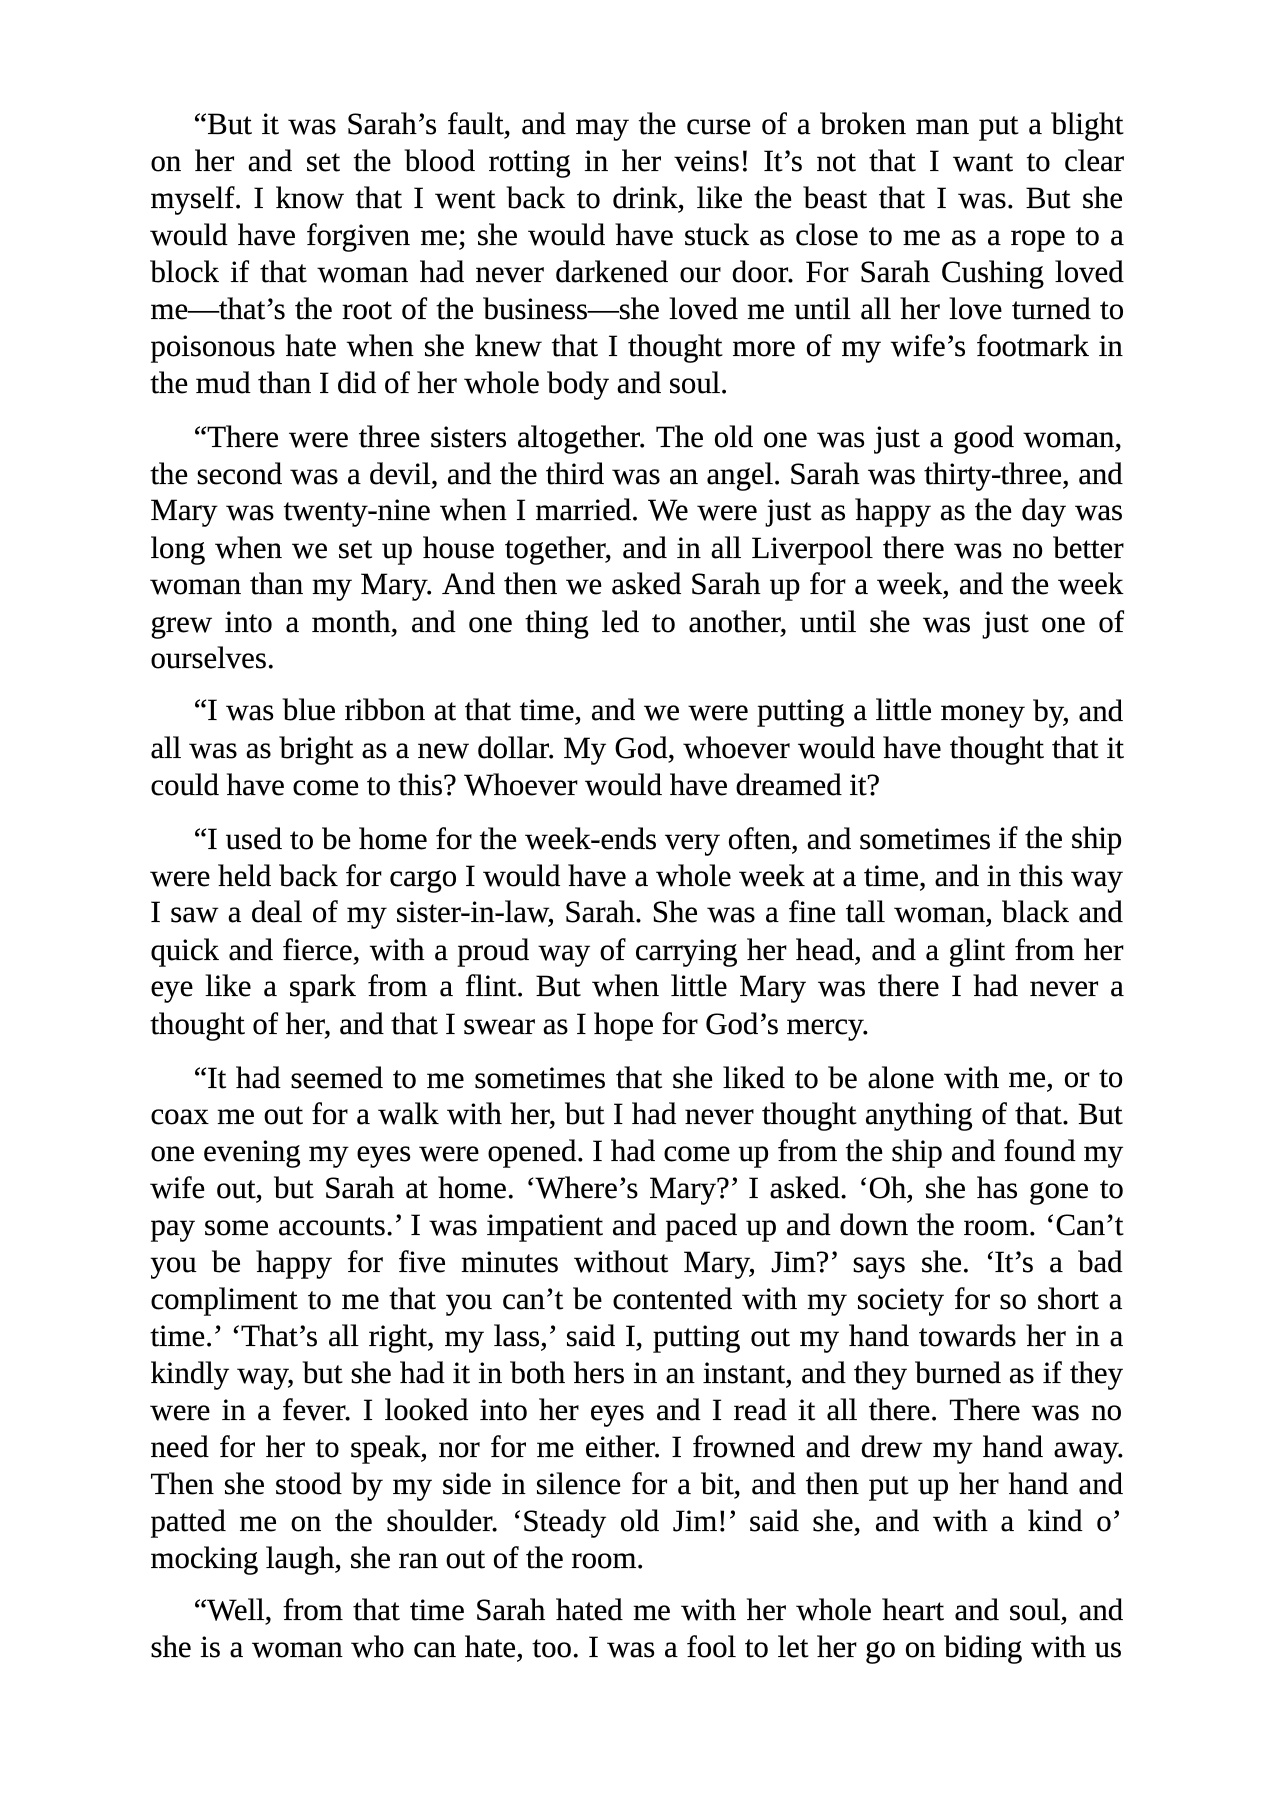 “But it was Sarah’s fault, and may the curse of a broken man put a blight
on her and set the blood rotting in her veins! It’s not that I want to clear
myself. I know that I went back to drink, like the beast that I was. But she
would have forgiven me; she would have stuck as close to me as a rope to a
block if that woman had never darkened our door. For Sarah Cushing loved
me—that’s the root of the business—she loved me until all her love turned to
poisonous hate when she knew that I thought more of my wife’s footmark in
the mud than I did of her whole body and soul.
“There were three sisters altogether. The old one was just a good woman,
the second was a devil, and the third was an angel. Sarah was thirty-three, and
Mary was twenty-nine when I married. We were just as happy as the day was
long when we set up house together, and in all Liverpool there was no better
woman than my Mary. And then we asked Sarah up for a week, and the week
grew into a month, and one thing led to another, until she was just one of
ourselves.
“I was blue ribbon at that time, and we were putting a little money by, and
all was as bright as a new dollar. My God, whoever would have thought that it
could have come to this? Whoever would have dreamed it?
“I used to be home for the week-ends very often, and sometimes if the ship
were held back for cargo I would have a whole week at a time, and in this way
I saw a deal of my sister-in-law, Sarah. She was a fine tall woman, black and
quick and fierce, with a proud way of carrying her head, and a glint from her
eye like a spark from a flint. But when little Mary was there I had never a
thought of her, and that I swear as I hope for God’s mercy.
“It had seemed to me sometimes that she liked to be alone with me, or to
coax me out for a walk with her, but I had never thought anything of that. But
one evening my eyes were opened. I had come up from the ship and found my
wife out, but Sarah at home. ‘Where’s Mary?’ I asked. ‘Oh, she has gone to
pay some accounts.’ I was impatient and paced up and down the room. ‘Can’t
you be happy for five minutes without Mary, Jim?’ says she. ‘It’s a bad
compliment to me that you can’t be contented with my society for so short a
time.’ ‘That’s all right, my lass,’ said I, putting out my hand towards her in a
kindly way, but she had it in both hers in an instant, and they burned as if they
were in a fever. I looked into her eyes and I read it all there. There was no
need for her to speak, nor for me either. I frowned and drew my hand away.
Then she stood by my side in silence for a bit, and then put up her hand and
patted me on the shoulder. ‘Steady old Jim!’ said she, and with a kind o’
mocking laugh, she ran out of the room.
“Well, from that time Sarah hated me with her whole heart and soul, and
she is a woman who can hate, too. I was a fool to let her go on biding with us